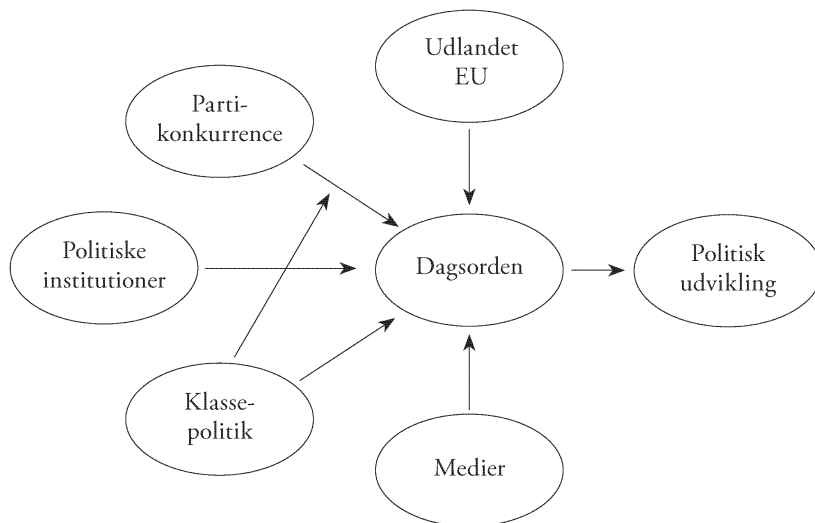 Udlandet
EU
Parti-
konkurrence
Politiske
institutioner
Dagsorden
Politisk
udvikling
Klasse-
politik
Medier